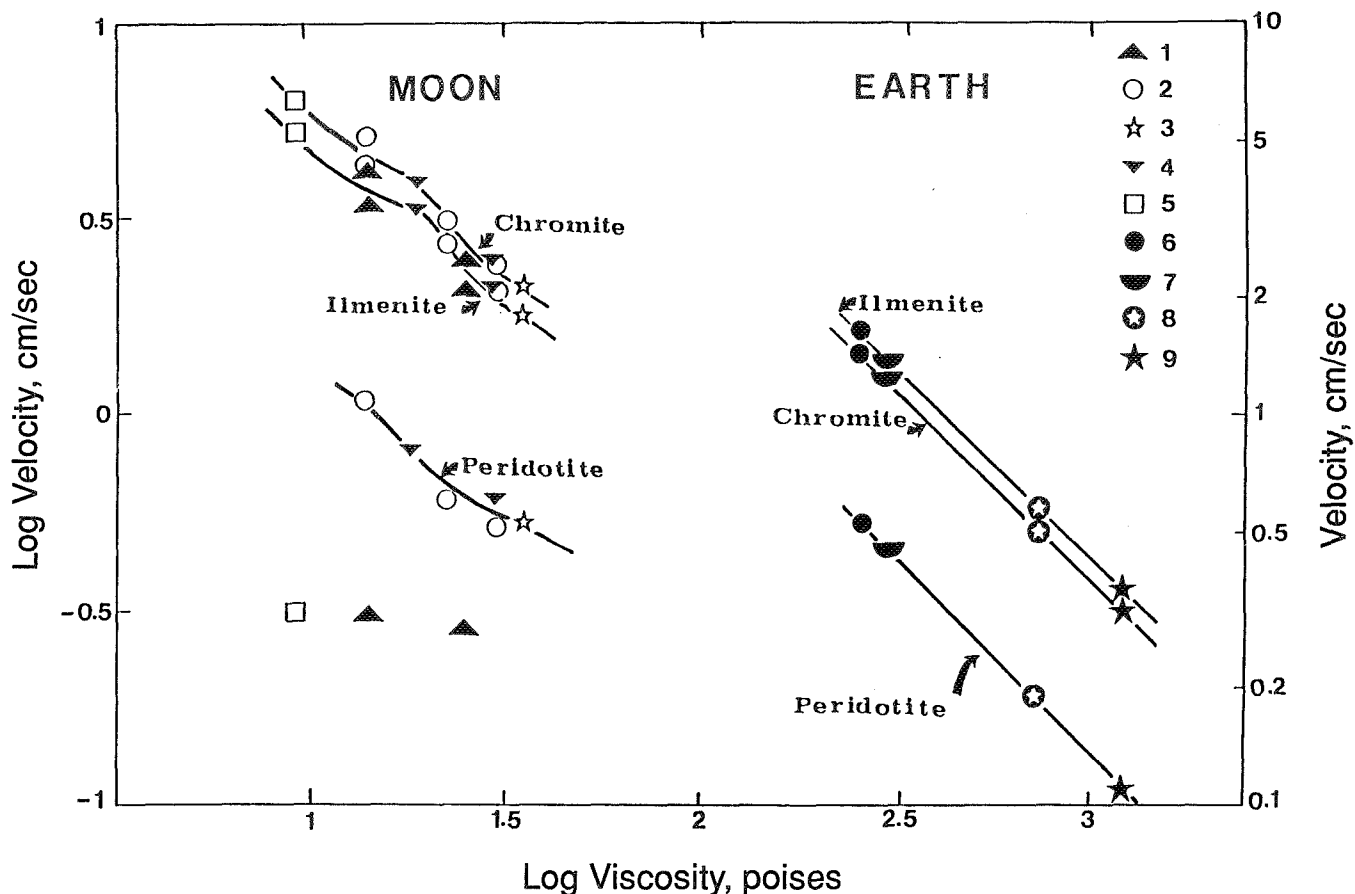 1
0.5
0
−0.5
−1
Log Velocity, cm/sec
MOON
EARTH
Chromite
Ilmenite
Peridotite
Ilmenite
Chromite
Peridotite
1
2
3
4
5
6
7
8
9
10
5
2
1
0.5
0.2
0.1
Velocity, cm/sec
1
1.5
2
2.5
3
Log Viscosity, poises